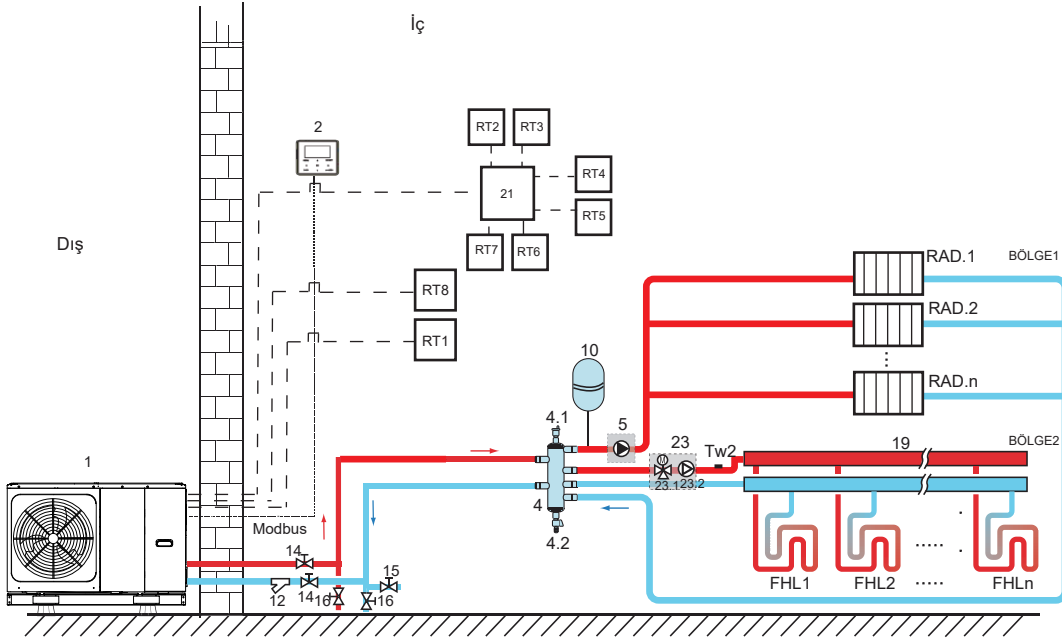 İç
2
RT2
RT3
RT4
21
RT5
RT7
RT6
Dış
RT8
RT1
RAD.1
BÖLGE1
RAD.2
RAD.n
10
4.1
5
23
Tw2
19
BÖLGE2
1
23.1
23.2
4
4.2
Modbus
14
12
14
16
16
15
FHL1
FHL2
FHLn
M